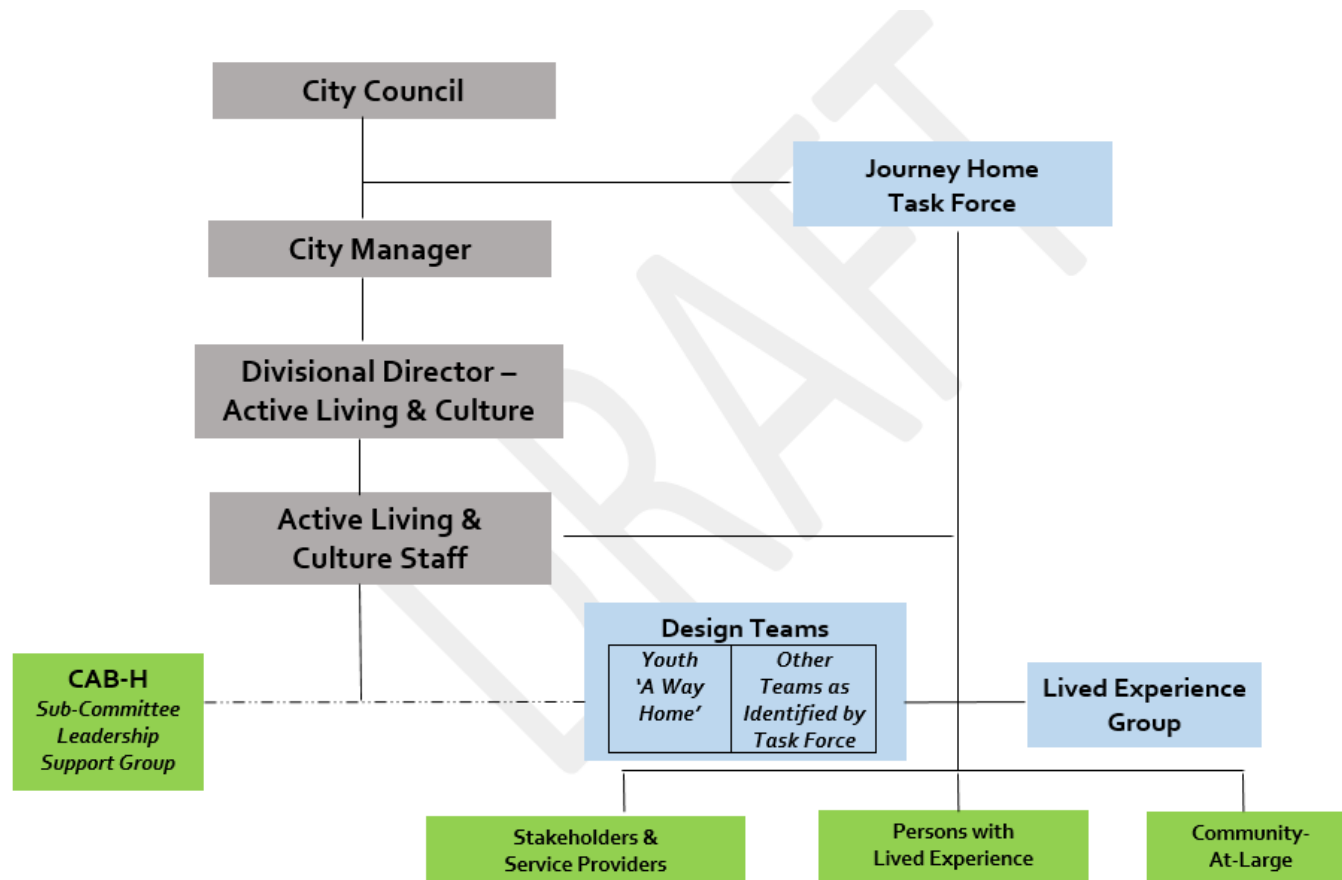 City Council
Journey Home
Task Force
City Manager
Divisional Director –
Active Living & Culture
Active Living &
Culture Staff
Design Teams
Youth
'A Way
Home'
Other
Teams as
Identified by
Task Force
CAB-H
Sub-Committee
Leadership
Support Group
Lived Experience
Group
Stakeholders &
Service Providers
Persons with
Lived Experience
Community-
At-Large
DRAFT